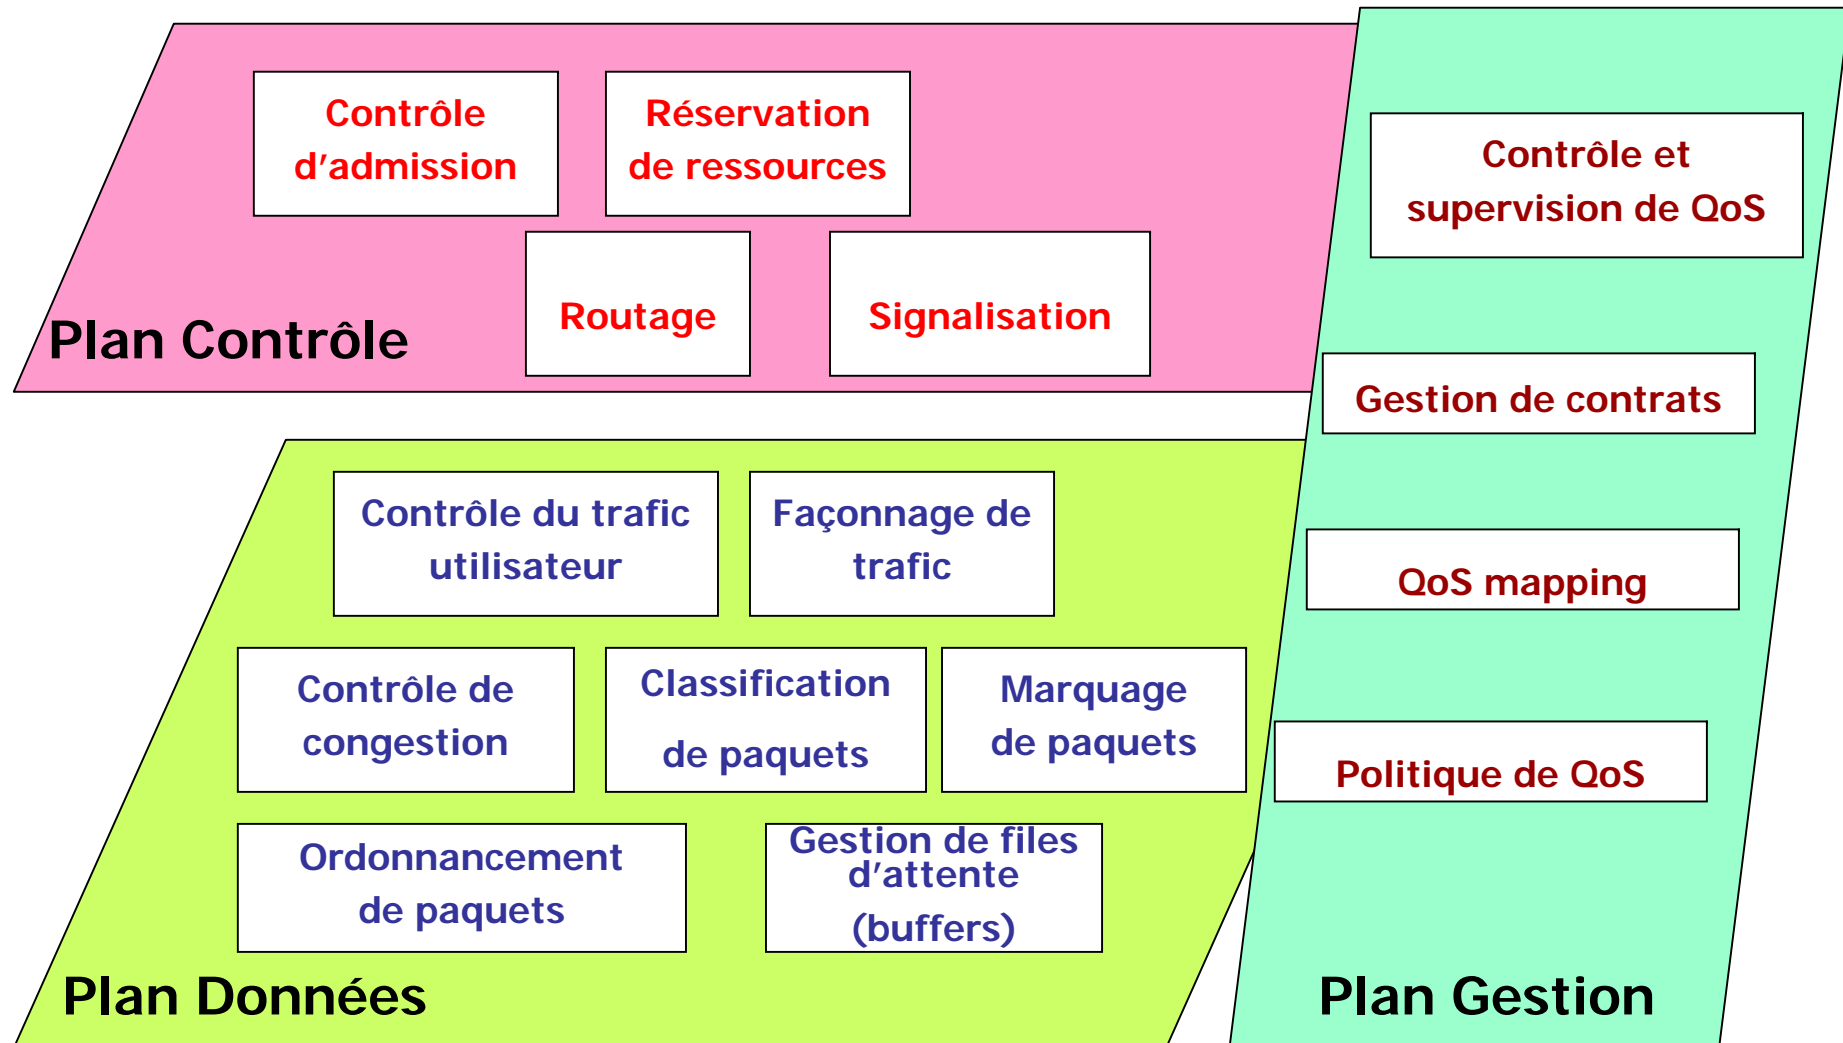 Contrôle
d’admission
Réservation
de ressources
Routage
Signalisation
Plan Contrôle
Contrôle du trafic
utilisateur
Façonnage de
trafic
Contrôle de
congestion
Classification
de paquets
Marquage
de paquets
Ordonnancement
de paquets
Gestion de files
d’attente
(buffers)
Plan Données
Contrôle et
supervision de QoS
Gestion de contrats
QoS mapping
Politique de QoS
Plan Gestion